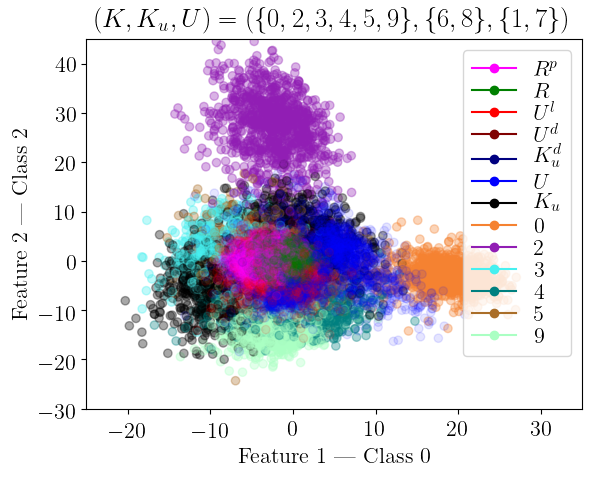 (K, K_u, U) = ({0, 2, 3, 4, 5, 9}, {6, 8}, {1, 7})
40
30
20
10
0
−10
−20
−30
Feature 2 — Class 2
R^p
R
U^l
U^d
K_u^d
U
K_u
0
2
3
4
5
9
−20 −10 0 10 20 30
Feature 1 — Class 0